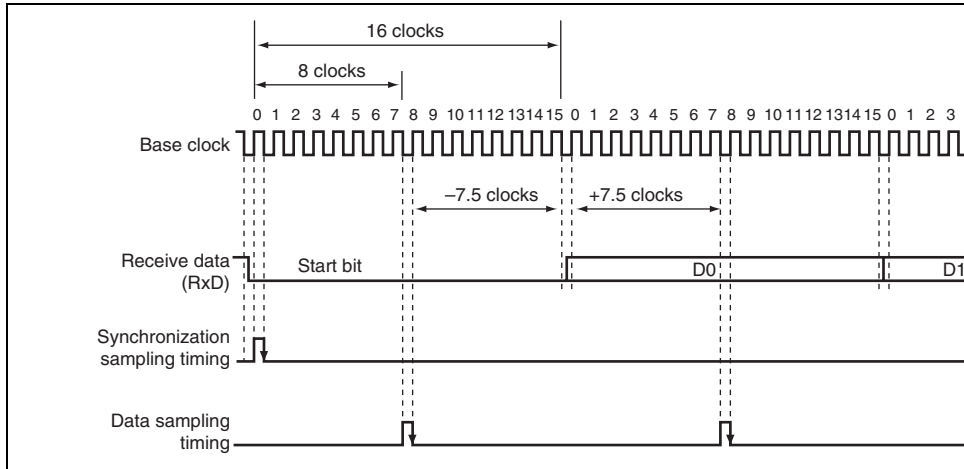 16 clocks
8 clocks
0 1 2 3 4 5 6 7 8 9 10 11 12 13 14 15 0 1 2 3 4 5 6 7 8 9 10 11 12 13 14 15 0 1 2 3
Base clock
–7.5 clocks +7.5 clocks
Receive data
(RxD)
Start bit D0 D1
Synchronization
sampling timing
Data sampling
timing